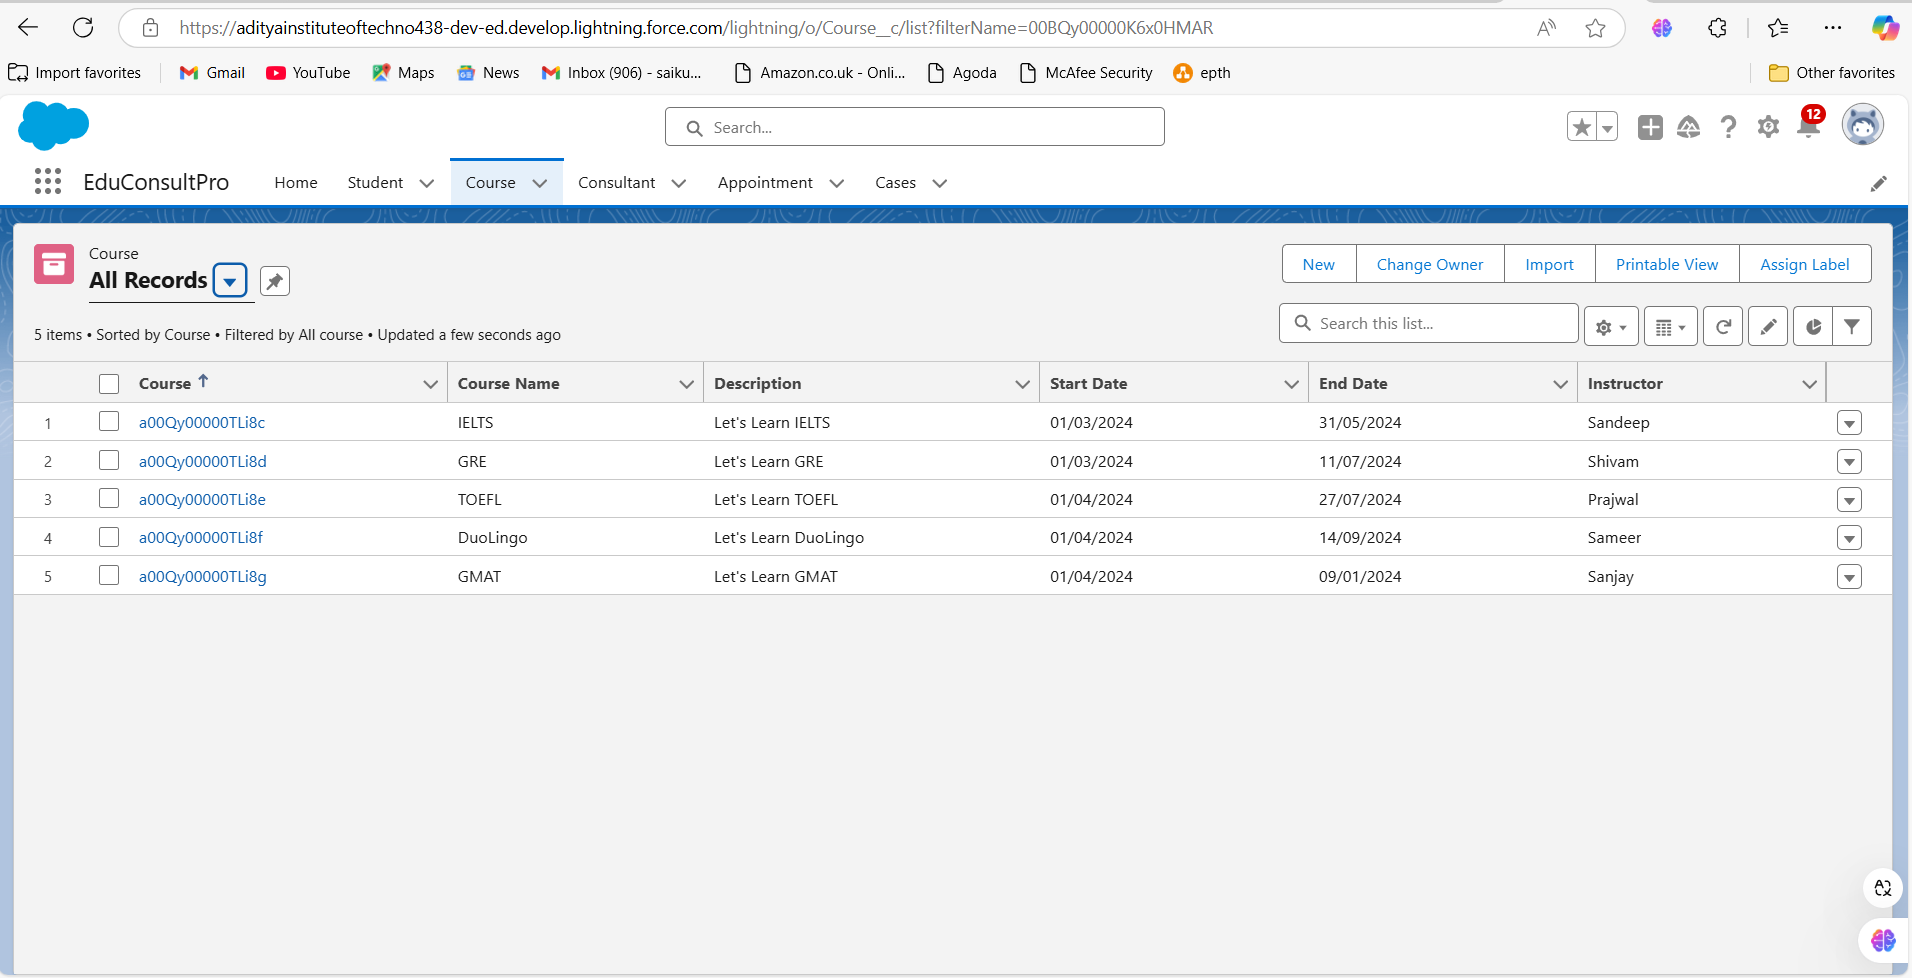 https://adityainstituteoftechno438-dev-ed.develop.lightning.force.com/lightning/o/Course__c/list?filterName=00BQy00000K6x0HMAR
Import favorites Gmail YouTube Maps News Inbox (906) - saiku... Amazon.co.uk - Onli... Agoda McAfee Security epth Other favorites
Search...
12
EduConsultPro Home Student Course Consultant Appointment Cases
Course
All Records
New Change Owner Import Printable View Assign Label
5 items • Sorted by Course • Filtered by All course • Updated a few seconds ago
Search this list...
Course Course Name Description Start Date End Date Instructor
1 a00Qy00000TLi8c IELTS Let's Learn IELTS 01/03/2024 31/05/2024 Sandeep
2 a00Qy00000TLi8d GRE Let's Learn GRE 01/03/2024 11/07/2024 Shivam
3 a00Qy00000TLi8e TOEFL Let's Learn TOEFL 01/04/2024 27/07/2024 Prajwal
4 a00Qy00000TLi8f DuoLingo Let's Learn DuoLingo 01/04/2024 14/09/2024 Sameer
5 a00Qy00000TLi8g GMAT Let's Learn GMAT 01/04/2024 09/01/2024 Sanjay